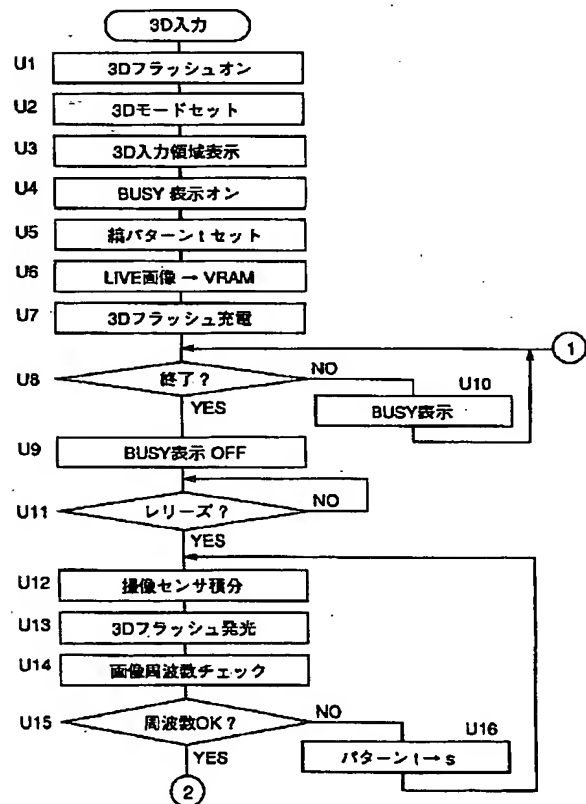 3D入力
U1 3Dフラッシュオン
U2 3Dモードセット
U3 3D入力領域表示
U4 BUSY 表示オン
U5 縞パターン t セット
U6 LIVE画像 → VRAM
U7 3Dフラッシュ充電
1
U8 終了? NO
U10
YES BUSY表示
U9 BUSY表示 OFF
U11 レリーズ? NO
YES
U12 撮像センサ積分
U13 3Dフラッシュ発光
U14 画像周波数チェック
U15 周波数OK? NO
U16
YES パターン t → s
2